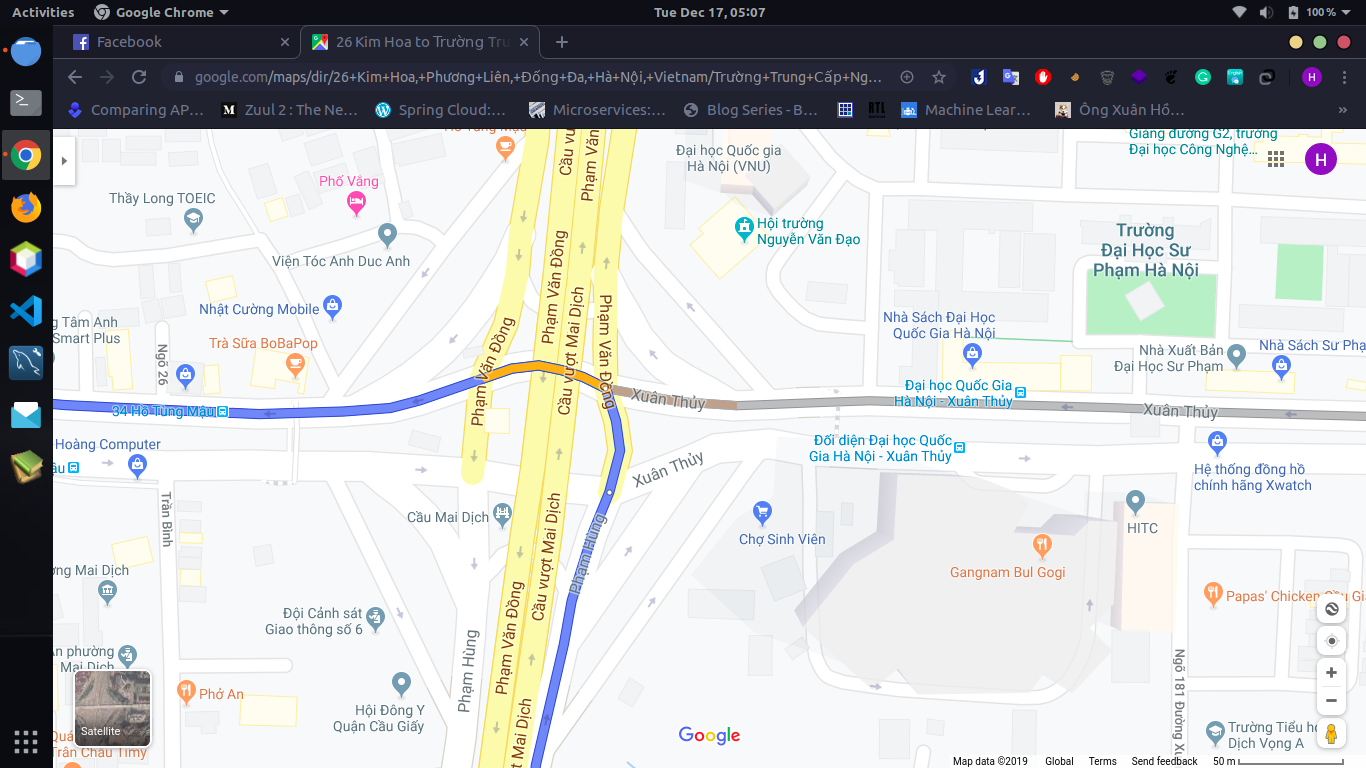 Activities
Google Chrome
Tue Dec 17, 05:07
100 %
Facebook
26 Kim Hoa to Trường Tru
google.com/maps/dir/26+Kim+Hoa,+Phương+Liên,+Đống+Đa,+Hà+Nội,+Vietnam/Trường+Trung+Cấp+Ng...
H
Comparing AP...
Zuul 2 : The Ne...
Spring Cloud:...
Microservices:...
Blog Series - B...
BTL
Machine Lear...
Ông Xuân Hồ...
»
Giảng đường G2, trường
Đại học Công Nghệ...
H
Đại học Quốc gia
Hà Nội (VNU)
Cầu vượt
Phạm Văn
Phố Vắng
Thầy Long TOEIC
Viện Tóc Anh Duc Anh
Hội trường
Nguyễn Văn Đạo
Trường
Đại Học Sư
Phạm Hà Nội
Phạm Văn Đồng
Cầu vượt Mai Dịch
Phạm Văn Đồng
Phạm Văn Đồng
Nhật Cường Mobile
Tâm Anh
Smart Plus
Ngõ 26
Trà Sữa BoBaPop
Nhà Sách Đại Học
Quốc Gia Hà Nội
Nhà Xuất Bản
Đại Học Sư Phạm
Nhà Sách Sư Phạ
34 Hồ Tùng Mậu
Xuân Thủy
Đại học Quốc Gia
Hà Nội - Xuân Thủy
Xuân Thủy
Hoàng Computer
Đối diện Đại học Quốc
Gia Hà Nội - Xuân Thủy
Xuân Thủy
Hệ thống đồng hồ
chính hãng Xwatch
Trần Bình
Cầu Mai Dịch
Chợ Sinh Viên
HITC
Cầu vượt Mai Dịch
Phạm Hùng
Gangnam Bul Gogi
Mai Dịch
Papas' Chicken Cầu Gi
Đội Cảnh sát
Giao thông số 6
Phạm Văn Đồng
Phạm Hùng
phường
Mai Dịch
Phở An
Hội Đông Y
Quận Cầu Giấy
Mai Dịch
Ngõ 181 Đường Xu
Satellite
Trân Châu Timy
Google
Trường Tiểu h
Dịch Vọng A
Map data ©2019
Global
Terms
Send feedback
50 m